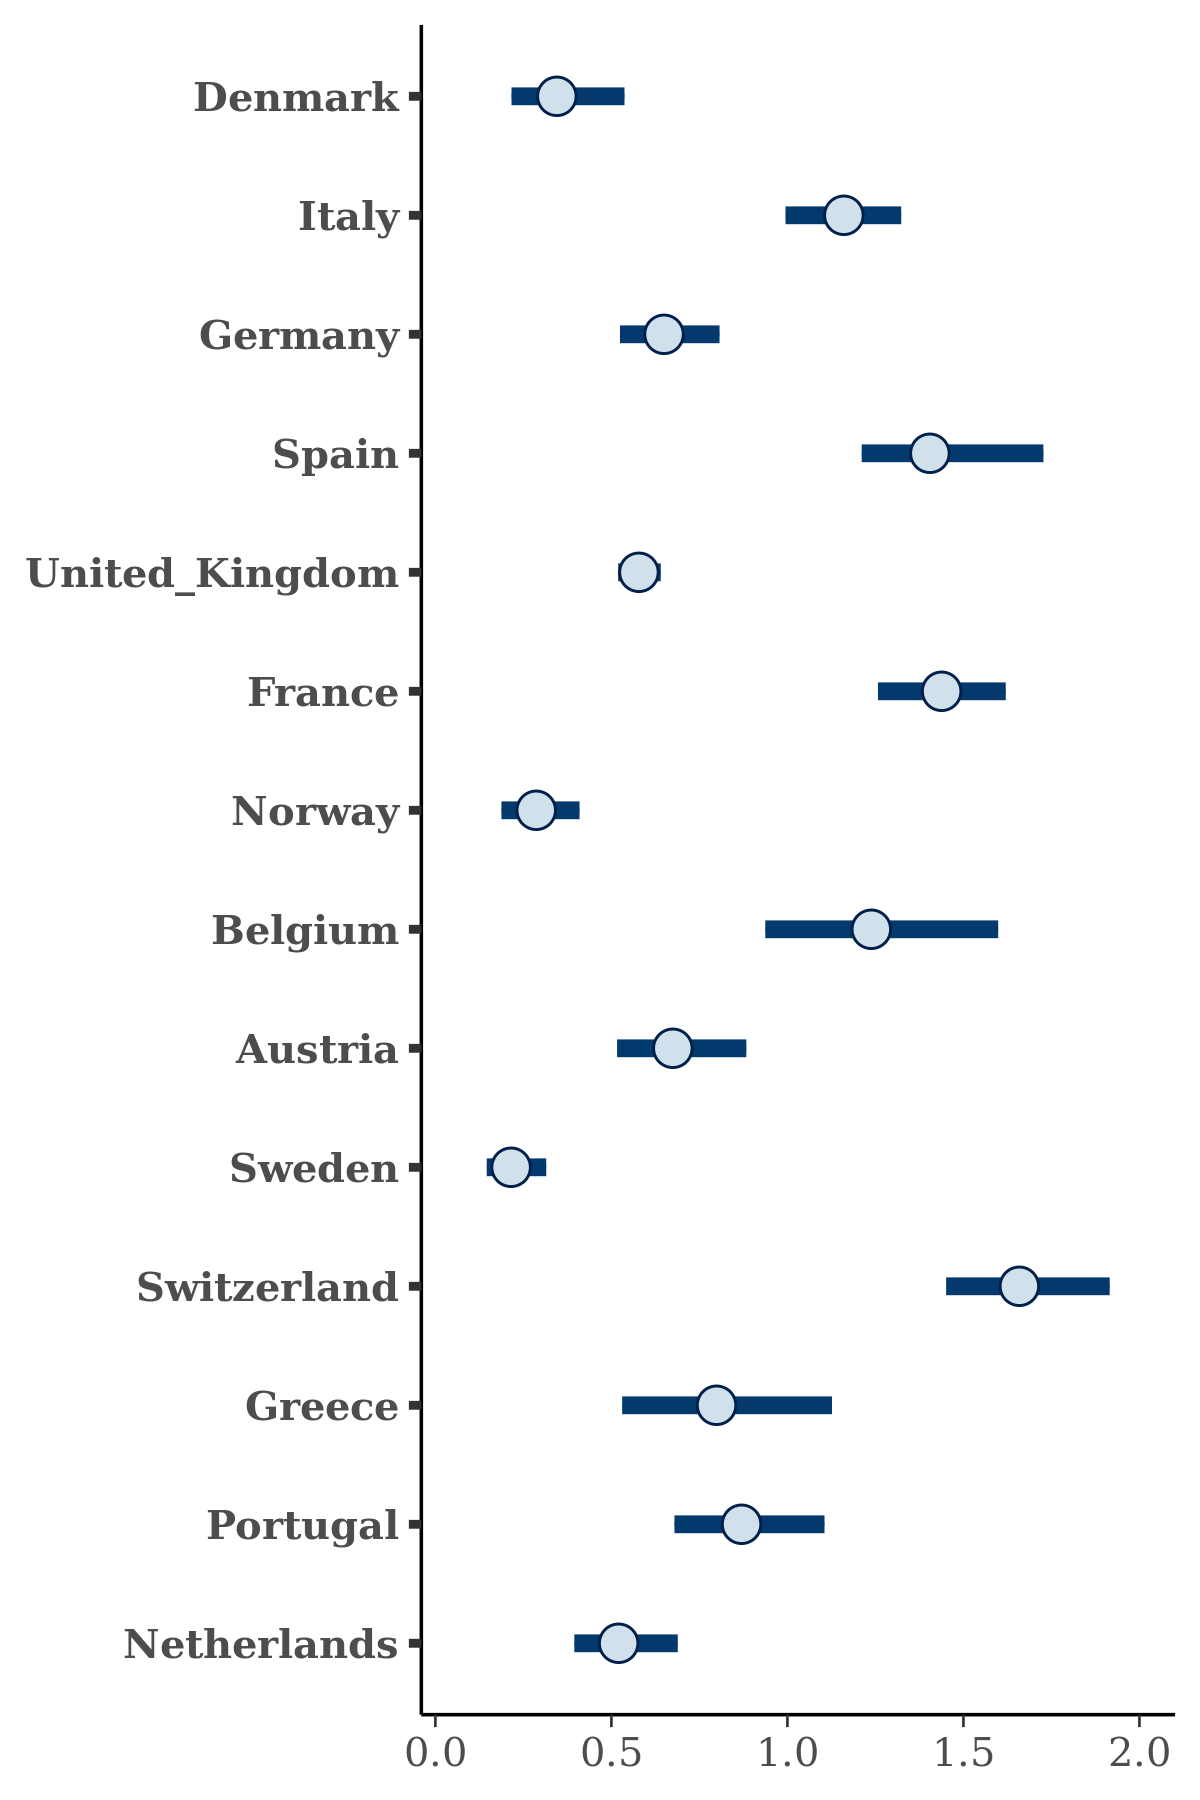 Denmark
Italy
Germany
Spain
United_Kingdom
France
Norway
Belgium
Austria
Sweden
Switzerland
Greece
Portugal
Netherlands
0.0 0.5 1.0 1.5 2.0